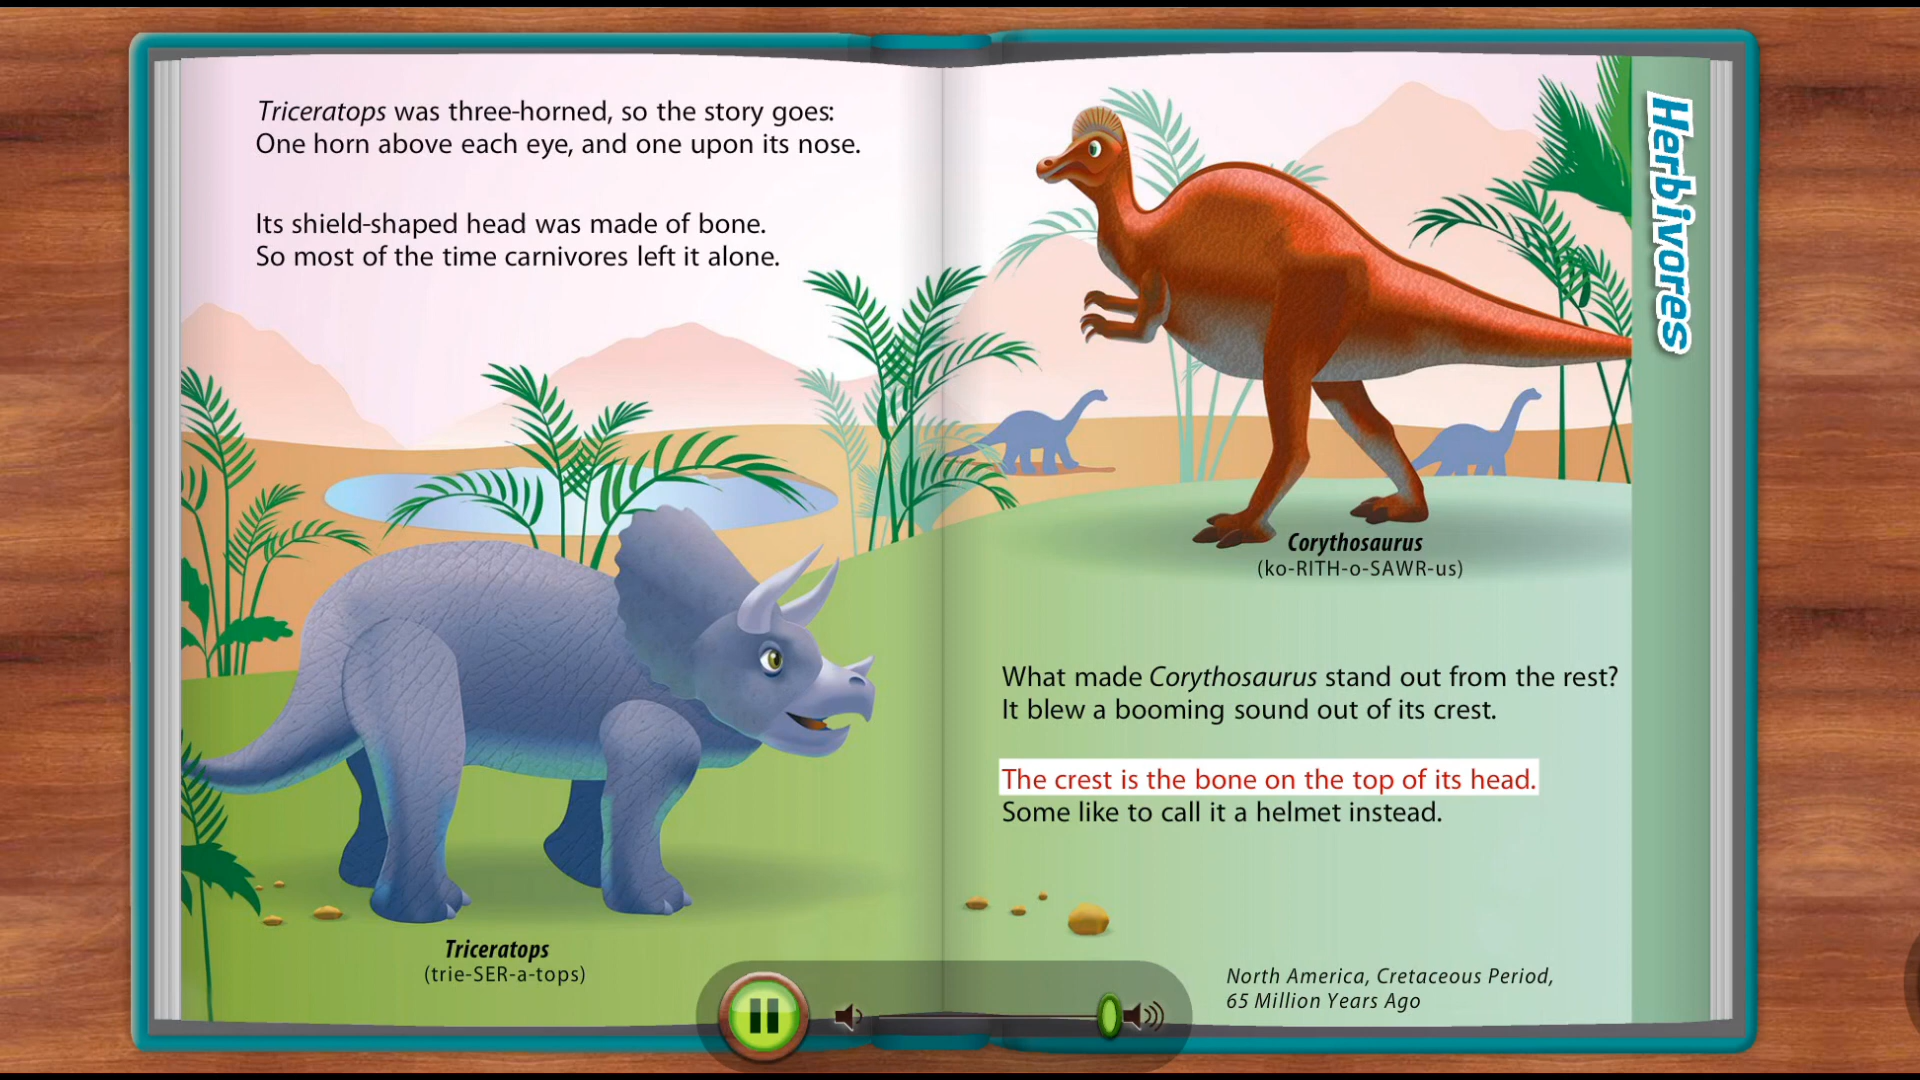 Triceratops was three-horned, so the story goes:
One horn above each eye, and one upon its nose.
Its shield-shaped head was made of bone.
So most of the time carnivores left it alone.
Triceratops
(trie-SER-a-tops)
Herbivores
Corythosaurus
(ko-RITH-o-SAWR-us)
What made Corythosaurus stand out from the rest?
It blew a booming sound out of its crest.
The crest is the bone on the top of its head.
Some like to call it a helmet instead.
North America, Cretaceous Period,
65 Million Years Ago